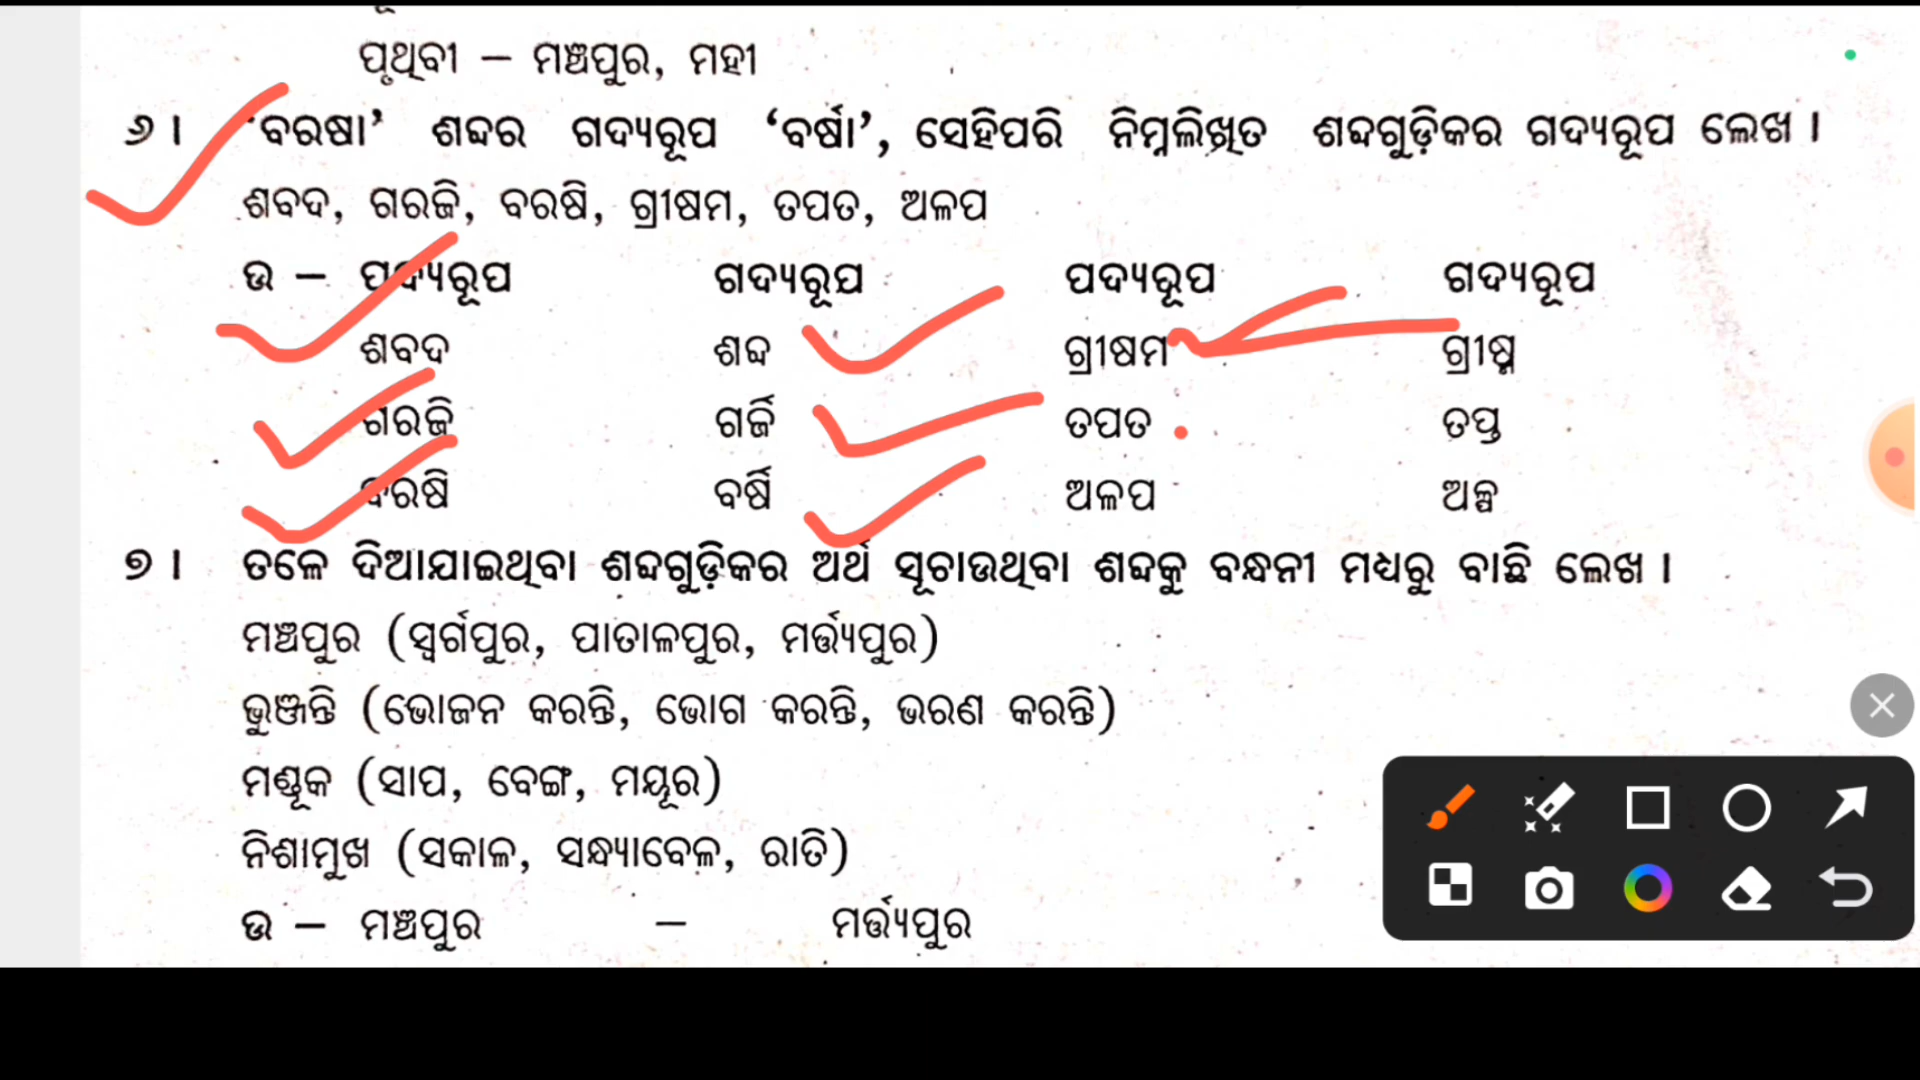 ପୃଥିବୀ – ମଞ୍ଚପୁର, ମହୀ
୬ । ‘ବରଷା’ ଶବ୍ଦର ଗଦ୍ୟରୂପ ‘ବର୍ଷା’, ସେହିପରି ନିମ୍ନଲିଖିତ ଶବ୍ଦଗୁଡ଼ିକର ଗଦ୍ୟରୂପ ଲେଖ ।
ଶବଦ, ଗରଜି, ବରଷି, ଗ୍ରୀଷମ, ତପତ, ଅଳପ
ଉ – ପଦ୍ୟରୂପ ଗଦ୍ୟରୂପ ପଦ୍ୟରୂପ ଗଦ୍ୟରୂପ
ଶବଦ ଶବ୍ଦ ଗ୍ରୀଷମ ଗ୍ରୀଷ୍ମ
ଗରଜି ଗର୍ଜି ତପତ ତପ୍ତ
ବରଷି ବର୍ଷି ଅଳପ ଅଳ୍ପ
୭ । ତଳେ ଦିଆଯାଇଥିବା ଶବ୍ଦଗୁଡ଼ିକର ଅର୍ଥ ସୂଚାଉଥିବା ଶବ୍ଦକୁ ବନ୍ଧନୀ ମଧ୍ୟରୁ ବାଛି ଲେଖ ।
ମଞ୍ଚପୁର (ସ୍ୱର୍ଗପୁର, ପାତାଳପୁର, ମର୍ତ୍ତ୍ୟପୁର)
ଭୁଞ୍ଜନ୍ତି (ଭୋଜନ କରନ୍ତି, ଭୋଗ କରନ୍ତି, ଭରଣ କରନ୍ତି)
ମଣ୍ଡୂକ (ସାପ, ବେଙ୍ଗ, ମୟୂର)
ନିଶାମୁଖ (ସକାଳ, ସନ୍ଧ୍ୟାବେଳ, ରାତି)
ଉ – ମଞ୍ଚପୁର – ମର୍ତ୍ତ୍ୟପୁର